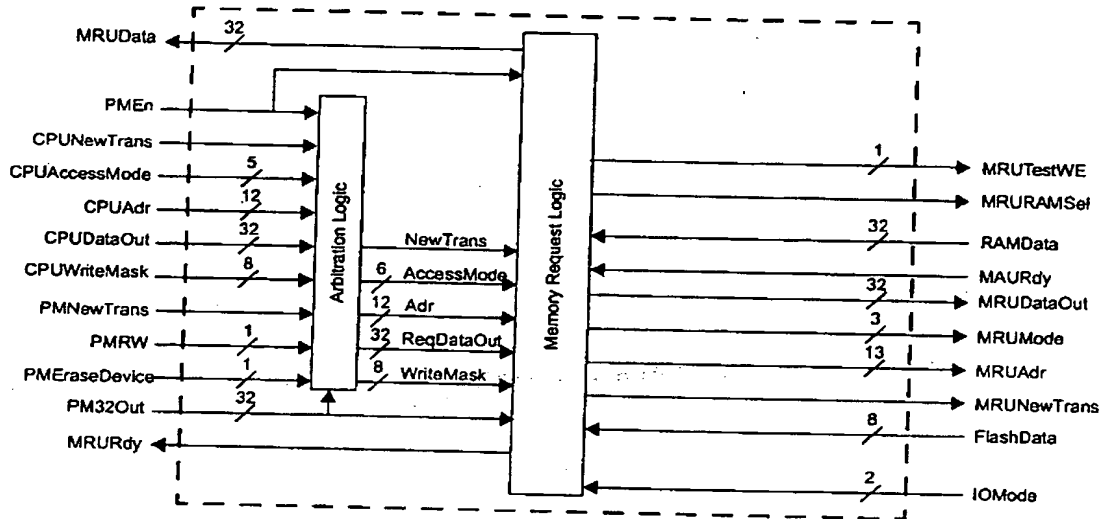 MRUData
32
PMEn
CPUNewTrans
CPUAccessMode
5
CPUAdr
12
CPUDataOut
32
CPUWriteMask
8
PMNewTrans
PMRW
1
PMEraseDevice
1
PM32Out
32
MRURdy
Arbitration Logic
NewTrans
6
AccessMode
12
Adr
32
ReqDataOut
8
WriteMask
Memory Request Logic
1
MRUTestWE
MRURAMSel
32
RAMData
MAURdy
32
MRUDataOut
3
MRUMode
13
MRUAdr
MRUNewTrans
8
FlashData
2
IOMode